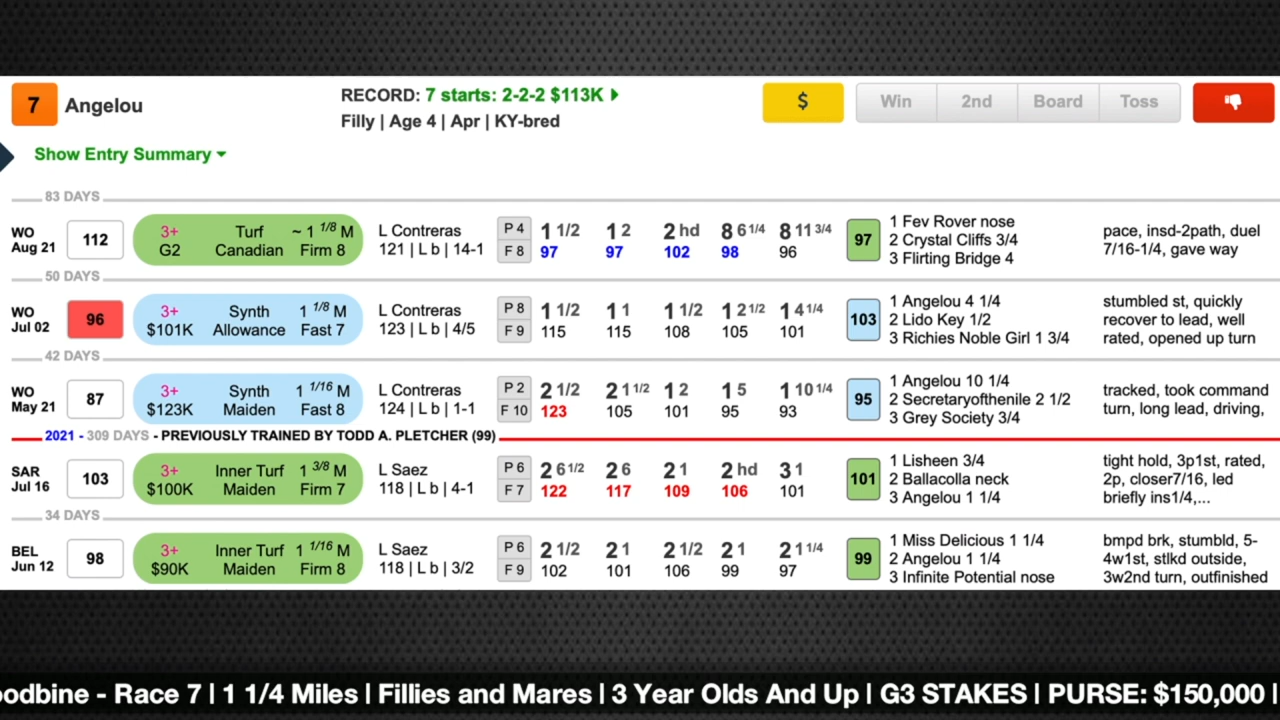 7 Angelou RECORD: 7 starts: 2-2-2 $113K $ Win 2nd Board Toss
Filly | Age 4 | Apr | KY-bred
Show Entry Summary
83 DAYS
WO 112 3+ Turf ~ 1 1/8 M L Contreras P 4 1 1/2 1 2 2 hd 8 6 1/4 8 11 3/4 97 1 Fev Rover nose pace, insd-2path, duel
Aug 21 G2 Canadian Firm 8 121 | L b | 14-1 F 8 97 97 102 98 96 2 Crystal Cliffs 3/4 7/16-1/4, gave way
3 Flirting Bridge 4
50 DAYS
WO 96 3+ Synth 1 1/8 M L Contreras P 8 1 1/2 1 1 1 1/2 1 2 1/2 1 4 1/4 103 1 Angelou 4 1/4 stumbled st, quickly
Jul 02 $101K Allowance Fast 7 123 | L b | 4/5 F 9 115 115 108 105 101 2 Lido Key 1/2 recover to lead, well
3 Richies Noble Girl 1 3/4 rated, opened up turn
42 DAYS
WO 87 3+ Synth 1 1/16 M L Contreras P 2 2 1/2 2 1 1/2 1 2 1 5 1 10 1/4 95 1 Angelou 10 1/4 tracked, took command
May 21 $123K Maiden Fast 8 124 | L b | 1-1 F 10 123 105 101 95 93 2 Secretaryofthenile 2 1/2 turn, long lead, driving,
3 Grey Society 3/4
2021 - 309 DAYS - PREVIOUSLY TRAINED BY TODD A. PLETCHER (99)
SAR 103 3+ Inner Turf 1 3/8 M L Saez P 6 2 6 1/2 2 6 2 1 2 hd 3 1 101 1 Lisheen 3/4 tight hold, 3p1st, rated,
Jul 16 $100K Maiden Firm 7 118 | L b | 4-1 F 7 122 117 109 106 101 2 Ballacolla neck 2p, closer7/16, led
3 Angelou 1 1/4 briefly ins1/4,...
34 DAYS
BEL 98 3+ Inner Turf 1 1/16 M L Saez P 6 2 1/2 2 1 2 1/2 2 1 2 1 1/4 99 1 Miss Delicious 1 1/4 bmpd brk, stumbld, 5-
Jun 12 $90K Maiden Firm 8 118 | L b | 3/2 F 9 102 101 106 99 97 2 Angelou 1 1/4 4w1st, stlkd outside,
3 Infinite Potential nose 3w2nd turn, outfinished
oodbine - Race 7 | 1 1/4 Miles | Fillies and Mares | 3 Year Olds And Up | G3 STAKES | PURSE: $150,000 |